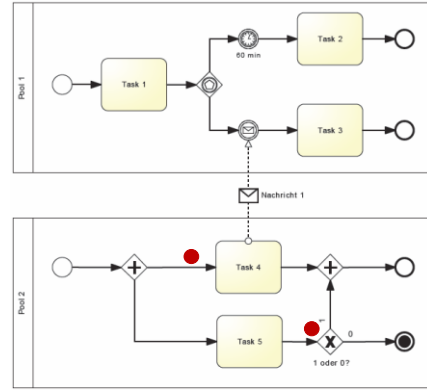 Pool 1
Task 1
60 min
Task 2
Task 3
Nachricht 1
Pool 2
Task 4
Task 5
1
0
1 oder 0?